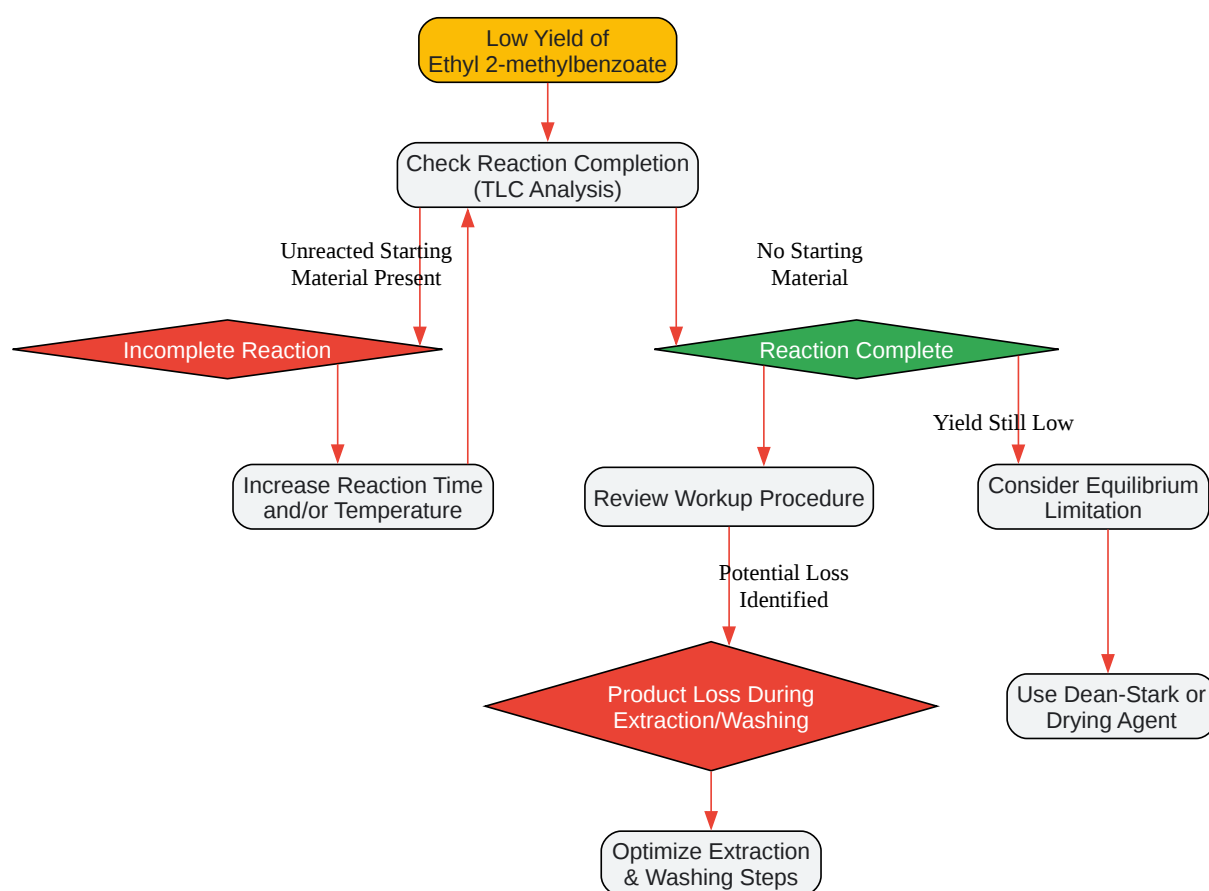 Low Yield of
Ethyl 2-methylbenzoate
Check Reaction Completion
(TLC Analysis)
Unreacted Starting
Material Present
No Starting
Material
Incomplete Reaction
Reaction Complete
Yield Still Low
Increase Reaction Time
and/or Temperature
Review Workup Procedure
Consider Equilibrium
Limitation
Potential Loss
Identified
Product Loss During
Extraction/Washing
Use Dean-Stark or
Drying Agent
Optimize Extraction
& Washing Steps